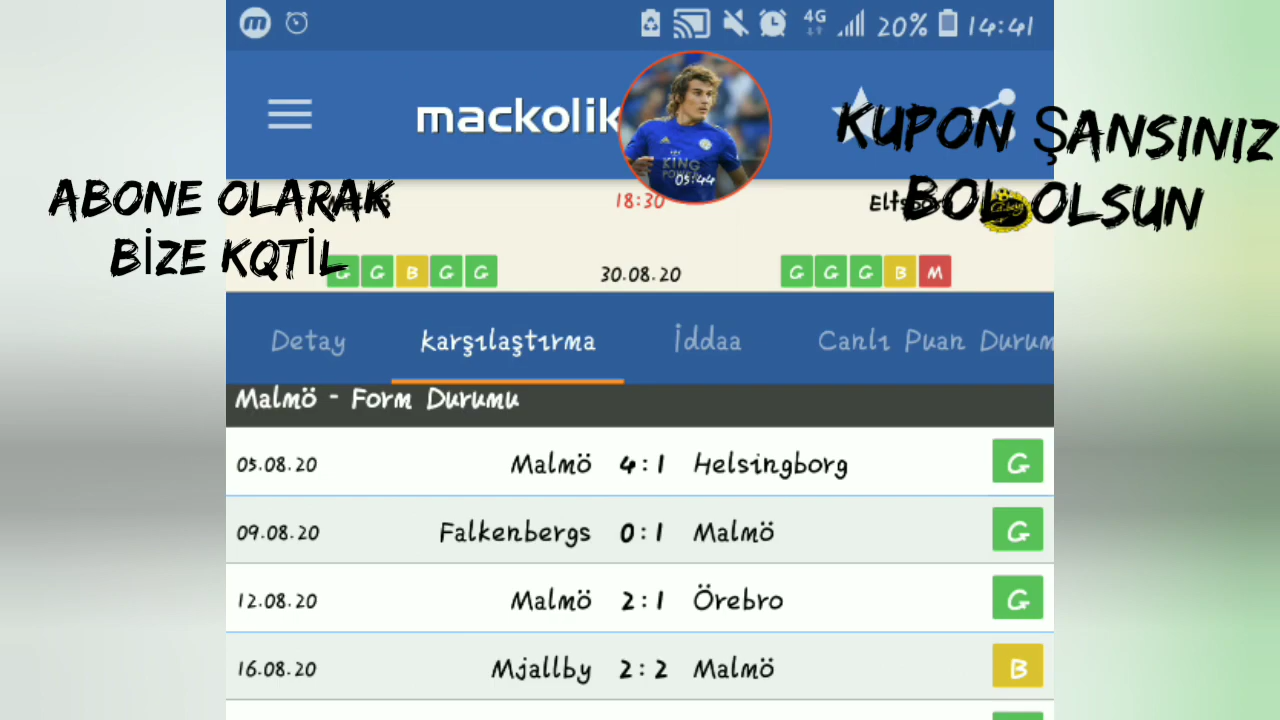 4G 20% 14:41
mackolik
KING
POWER
05:44
KUPON ŞANSINIZ
BOL OLSUN
ABONE OLARAK
BİZE KQTİL
18:30
G G B G G
30.08.20
G G G B M
Detay karşılaştırma İddaa Canlı Puan Durum
Malmö - Form Durumu
05.08.20 Malmö 4:1 Helsingborg G
09.08.20 Falkenbergs 0:1 Malmö G
12.08.20 Malmö 2:1 Örebro G
16.08.20 Mjallby 2:2 Malmö B